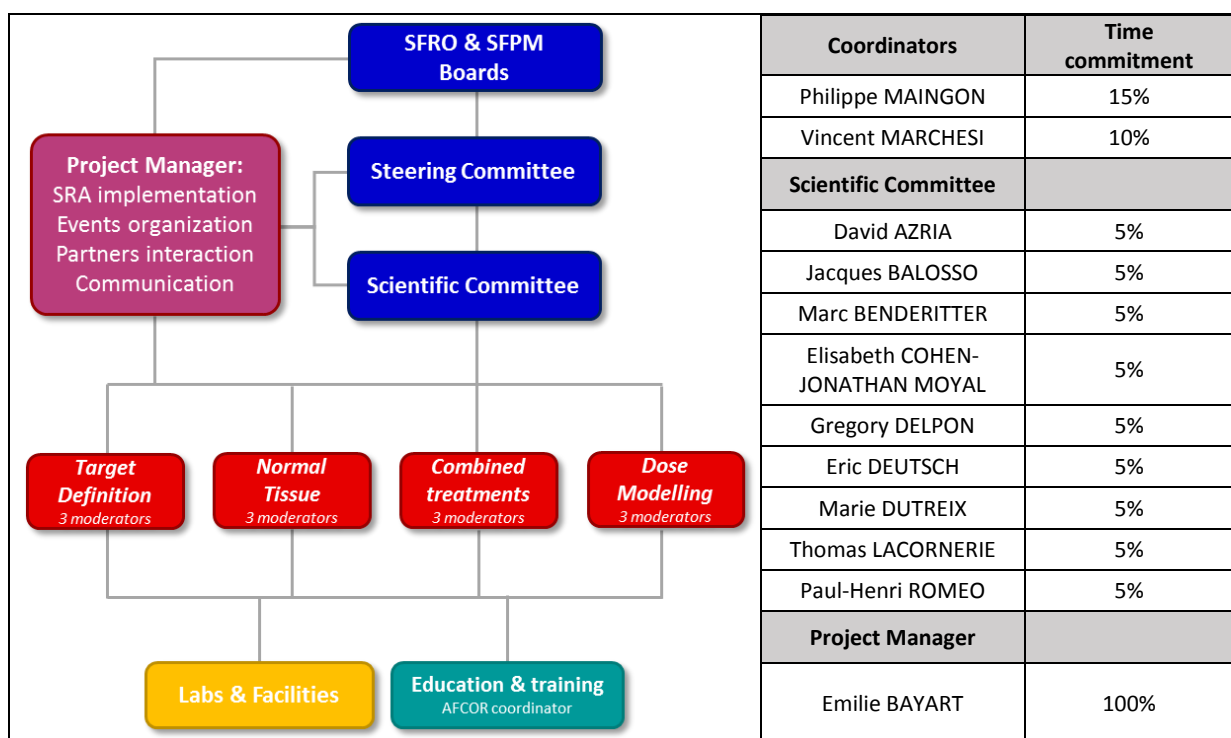 SFRO & SFPM
Boards
Project Manager:
SRA implementation
Events organization
Partners interaction
Communication
Steering Committee
Scientific Committee
Target
Definition
3 moderators
Normal
Tissue
3 moderators
Combined
treatments
3 moderators
Dose
Modelling
3 moderators
Labs & Facilities
Education & training
AFCOR coordinator
Coordinators
Time
commitment
Philippe MAINGON
15%
Vincent MARCHESI
10%
Scientific Committee
David AZRIA
5%
Jacques BALOSSO
5%
Marc BENDERITTER
5%
Elisabeth COHEN-
JONATHAN MOYAL
5%
Gregory DELPON
5%
Eric DEUTSCH
5%
Marie DUTREIX
5%
Thomas LACORNERIE
5%
Paul-Henri ROMEO
5%
Project Manager
Emilie BAYART
100%